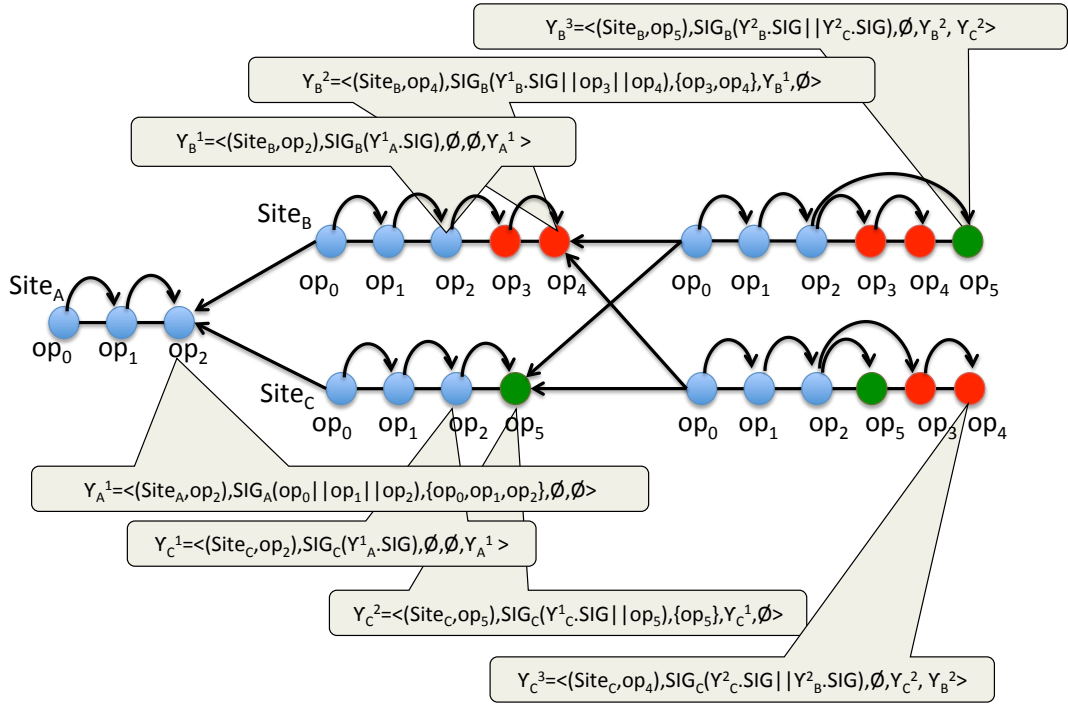 Y_B^3=<(Site_B,op_5),SIG_B(Y^2_B.SIG||Y^2_C.SIG),Ø,Y_B^2, Y_C^2>
Y_B^2=<(Site_B,op_4),SIG_B(Y^1_B.SIG||op_3||op_4),{op_3,op_4},Y_B^1,Ø>
Y_B^1=<(Site_B,op_2),SIG_B(Y^1_A.SIG),Ø,Ø,Y_A^1 >
Site_B
op_0 op_1 op_2 op_3 op_4 op_0 op_1 op_2 op_3 op_4 op_5
Site_A
op_0 op_1 op_2
Site_C
op_0 op_1 op_2 op_5 op_0 op_1 op_2 op_5 op_3 op_4
Y_A^1=<(Site_A,op_2),SIG_A(op_0||op_1||op_2),{op_0,op_1,op_2},Ø,Ø>
Y_C^1=<(Site_C,op_2),SIG_C(Y^1_A.SIG),Ø,Ø,Y_A^1 >
Y_C^2=<(Site_C,op_5),SIG_C(Y^1_C.SIG||op_5),{op_5},Y_C^1,Ø>
Y_C^3=<(Site_C,op_4),SIG_C(Y^2_C.SIG||Y^2_B.SIG),Ø,Y_C^2, Y_B^2>